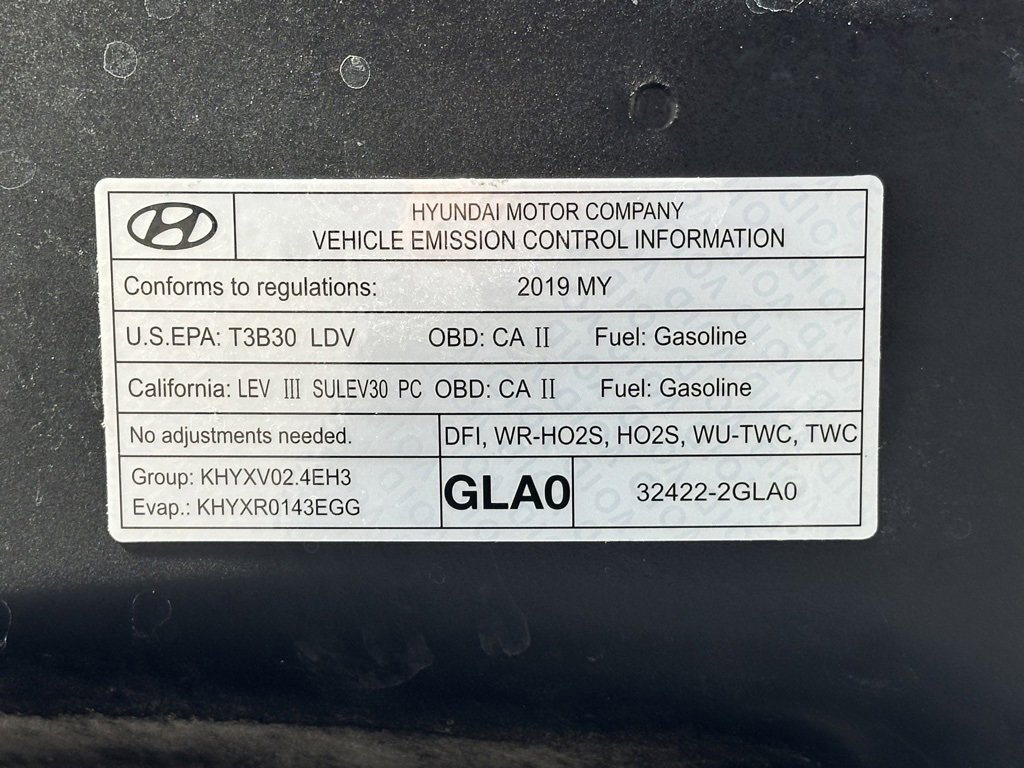 HYUNDAI MOTOR COMPANY
VEHICLE EMISSION CONTROL INFORMATION
Conforms to regulations: 2019 MY
U.S.EPA: T3B30 LDV OBD: CA II Fuel: Gasoline
California: LEV III SULEV30 PC OBD: CA II Fuel: Gasoline
No adjustments needed. DFI, WR-HO2S, HO2S, WU-TWC, TWC
Group: KHYXV02.4EH3
Evap.: KHYXR0143EGG
GLA0 32422-2GLA0